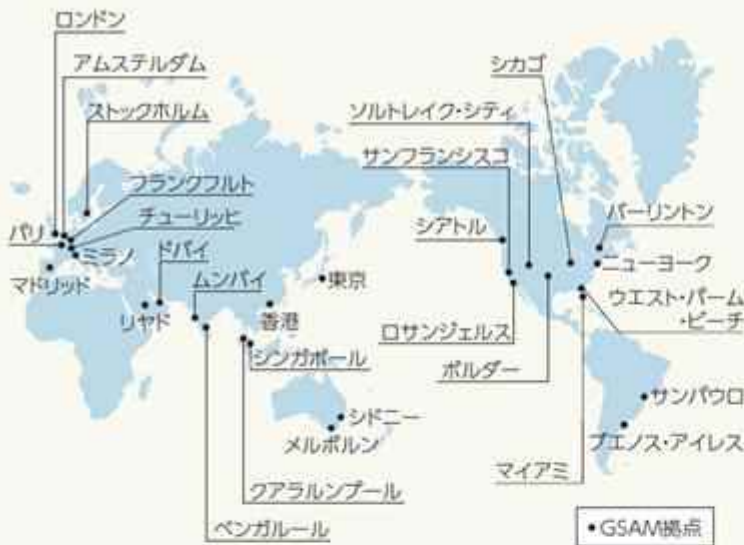 ロンドン
アムステルダム
ストックホルム
フランクフルト
チューリッヒ
パリ
ミラノ
マドリッド
ドバイ
リヤド
ムンバイ
東京
香港
シンガポール
シドニー
メルボルン
クアラルンプール
ベンガルール
シカゴ
ソルトレイク・シティ
サンフランシスコ
シアトル
バーリントン
ニューヨーク
ウエスト・パーム
・ビーチ
ロサンジェルス
ボルダー
サンパウロ
ブエノス・アイレス
マイアミ
•GSAM拠点